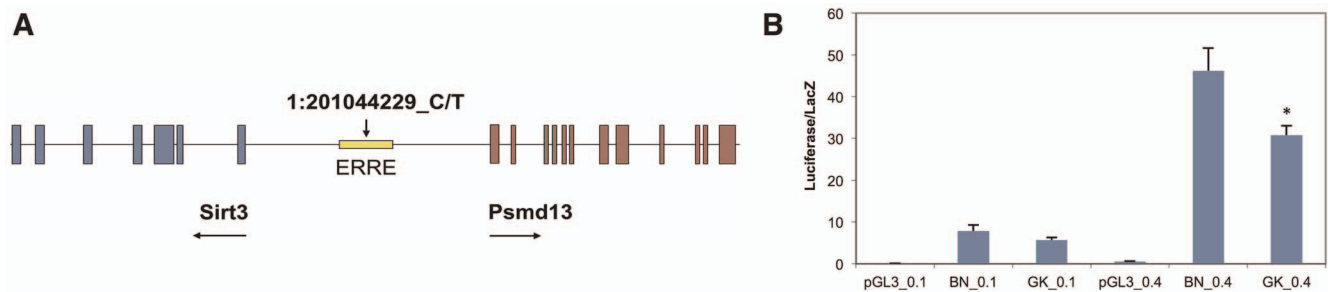 A
1:201044229_C/T
ERRE
Sirt3
Psmd13
B
Luciferase/LacZ
60
50
40
30
20
10
0
*
pGL3_0.1 BN_0.1 GK_0.1 pGL3_0.4 BN_0.4 GK_0.4